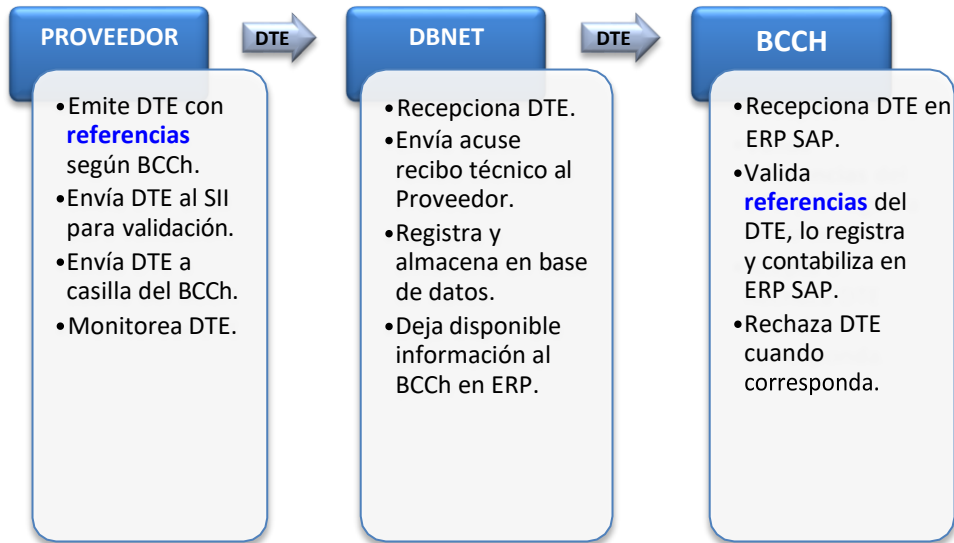 PROVEEDOR
DTE
DBNET
DTE
BCCH
•Emite DTE con
referencias
según BCCh.
•Envía DTE al SII
para validación.
•Envía DTE a
casilla del BCCh.
•Monitorea DTE.
•Recepciona DTE.
•Envía acuse
recibo técnico al
Proveedor.
•Registra y
almacena en base
de datos.
•Deja disponible
información al
BCCh en ERP.
•Recepciona DTE en
ERP SAP.
•Valida
referencias del
DTE, lo registra
y contabiliza en
ERP SAP.
•Rechaza DTE
cuando
corresponda.